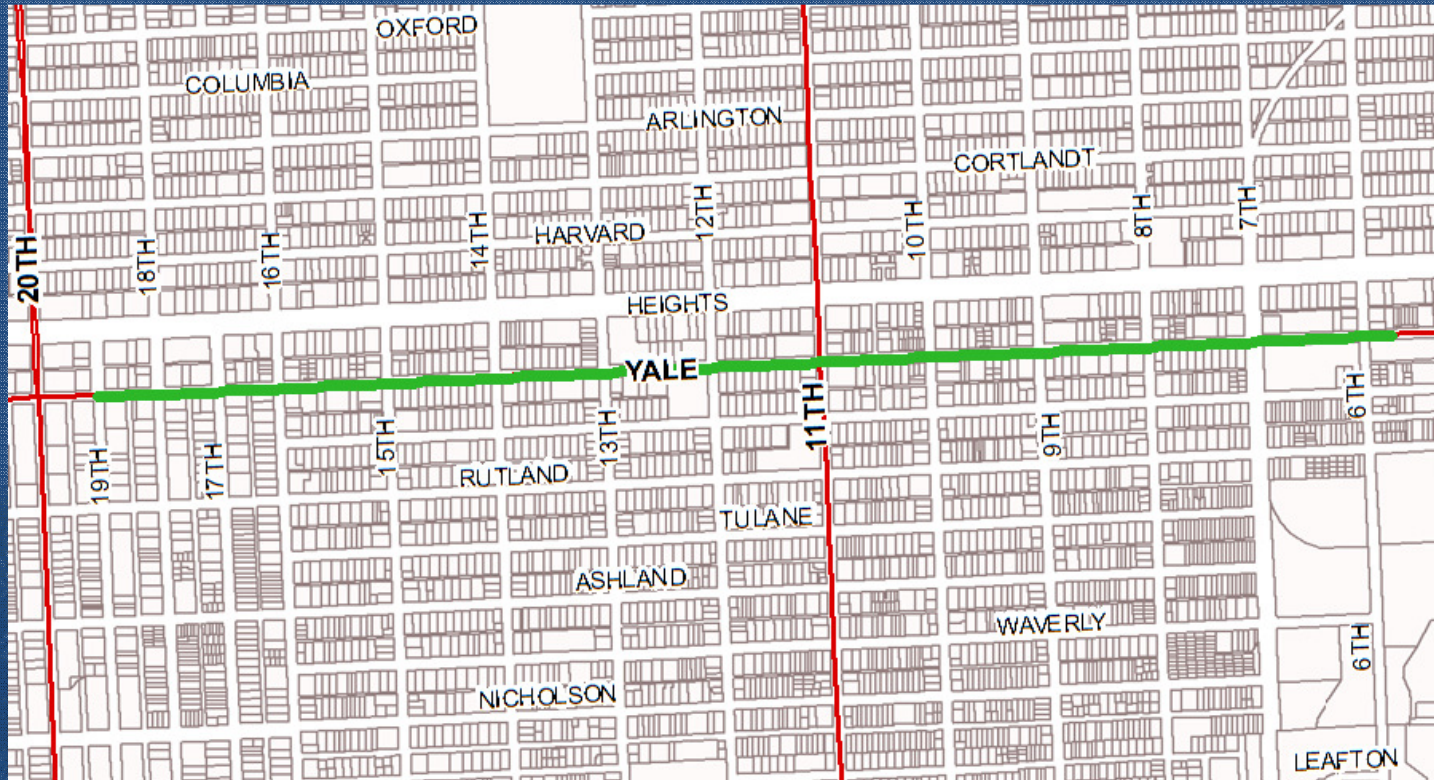 OXFORD
COLUMBIA
ARLINGTON
CORTLANDT
12TH
8TH
7TH
14TH
10TH
HARVARD
20TH
18TH
16TH
HEIGHTS
YALE
6TH
11TH
13TH
9TH
15TH
19TH
17TH
RUTLAND
TULANE
ASHLAND
WAVERLY
6TH
NICHOLSON
LEAFTON